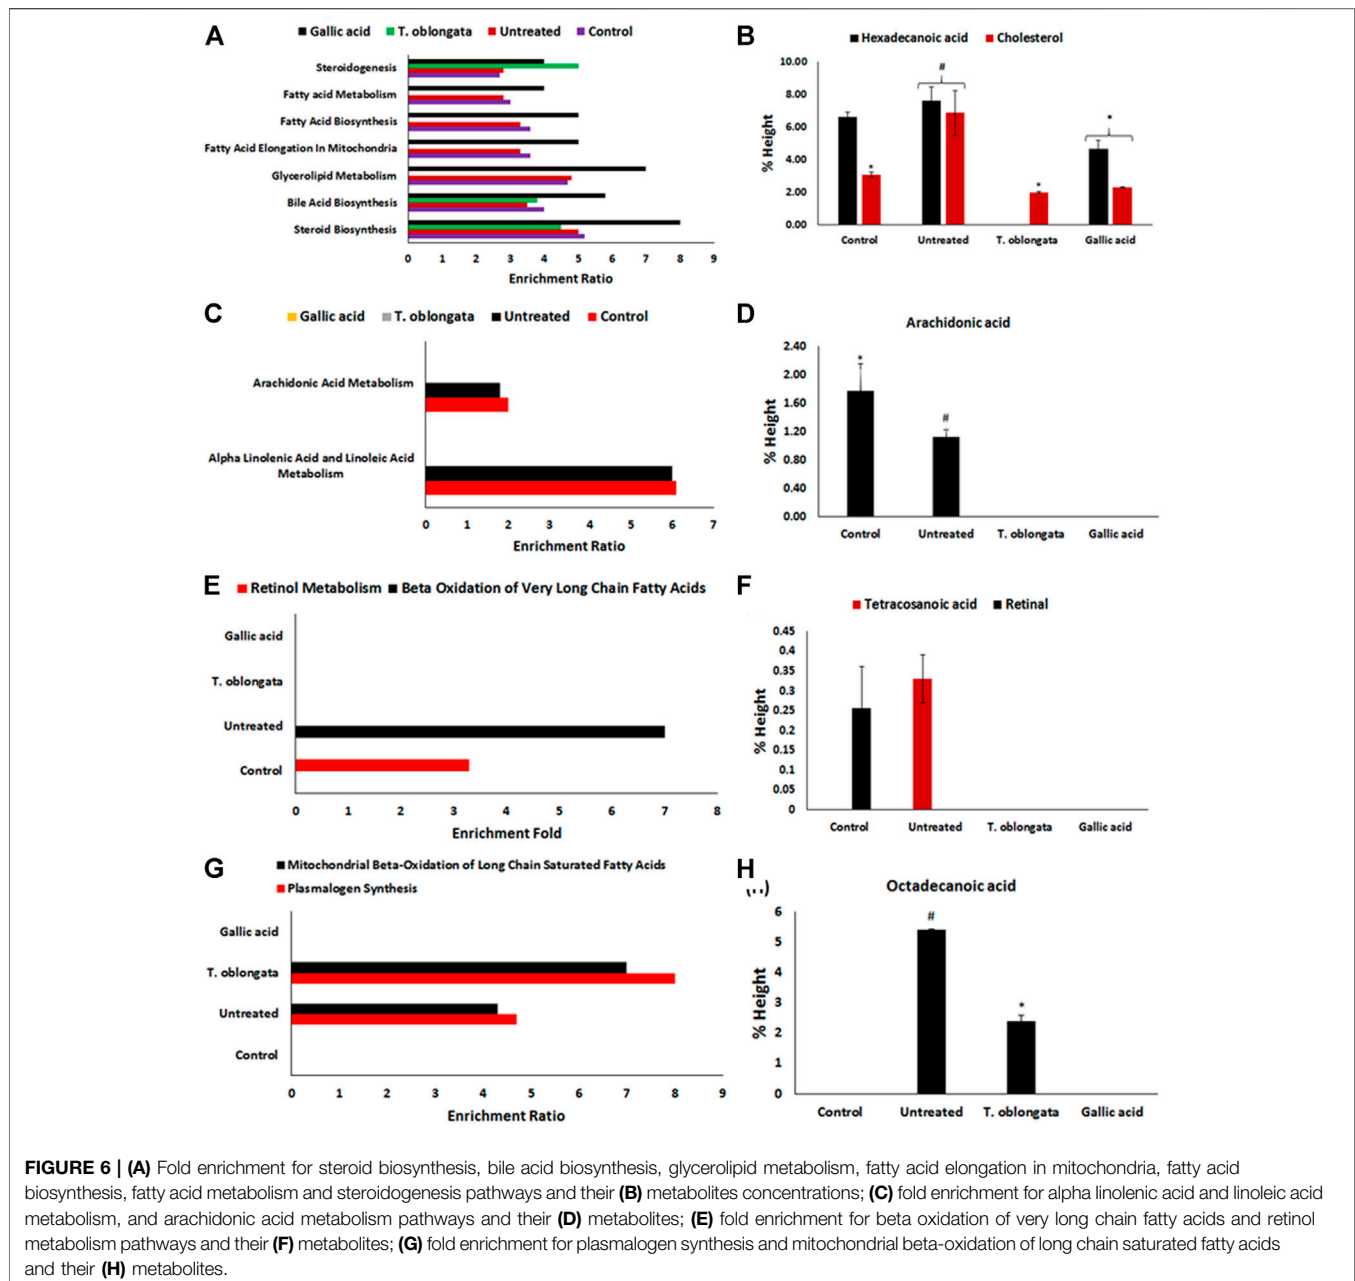 A
Gallic acid T. oblongata Untreated Control
Steroidogenesis
Fatty acid Metabolism
Fatty Acid Biosynthesis
Fatty Acid Elongation In Mitochondria
Glycerolipid Metabolism
Bile Acid Biosynthesis
Steroid Biosynthesis
0 1 2 3 4 5 6 7 8 9
Enrichment Ratio
B
Hexadecanoic acid Cholesterol
% Height
10.00
8.00
6.00
4.00
2.00
0.00
* # * *
Control Untreated T. oblongata Gallic acid
C
Gallic acid T. oblongata Untreated Control
Arachidonic Acid Metabolism
Alpha Linolenic Acid and Linoleic Acid
Metabolism
0 1 2 3 4 5 6 7
Enrichment Ratio
D
Arachidonic acid
% Height
2.40
2.00
1.60
1.20
0.80
0.40
0.00
* #
Control Untreated T. oblongata Gallic acid
E
Retinol Metabolism Beta Oxidation of Very Long Chain Fatty Acids
Gallic acid
T. oblongata
Untreated
Control
0 1 2 3 4 5 6 7 8
Enrichment Fold
F
Tetracosanoic acid Retinal
% Height
0.45
0.4
0.35
0.3
0.25
0.2
0.15
0.1
0.05
0
Control Untreated T. oblongata Gallic acid
G
Mitochondrial Beta-Oxidation of Long Chain Saturated Fatty Acids
Plasmalogen Synthesis
Gallic acid
T. oblongata
Untreated
Control
0 1 2 3 4 5 6 7 8 9
Enrichment Ratio
H
Octadecanoic acid
% Height
6
5
4
3
2
1
0
# *
Control Untreated T. oblongata Gallic acid
FIGURE 6 | (A) Fold enrichment for steroid biosynthesis, bile acid biosynthesis, glycerolipid metabolism, fatty acid elongation in mitochondria, fatty acid
biosynthesis, fatty acid metabolism and steroidogenesis pathways and their (B) metabolites concentrations; (C) fold enrichment for alpha linolenic acid and linoleic acid
metabolism, and arachidonic acid metabolism pathways and their (D) metabolites; (E) fold enrichment for beta oxidation of very long chain fatty acids and retinol
metabolism pathways and their (F) metabolites; (G) fold enrichment for plasmalogen synthesis and mitochondrial beta-oxidation of long chain saturated fatty acids
and their (H) metabolites.